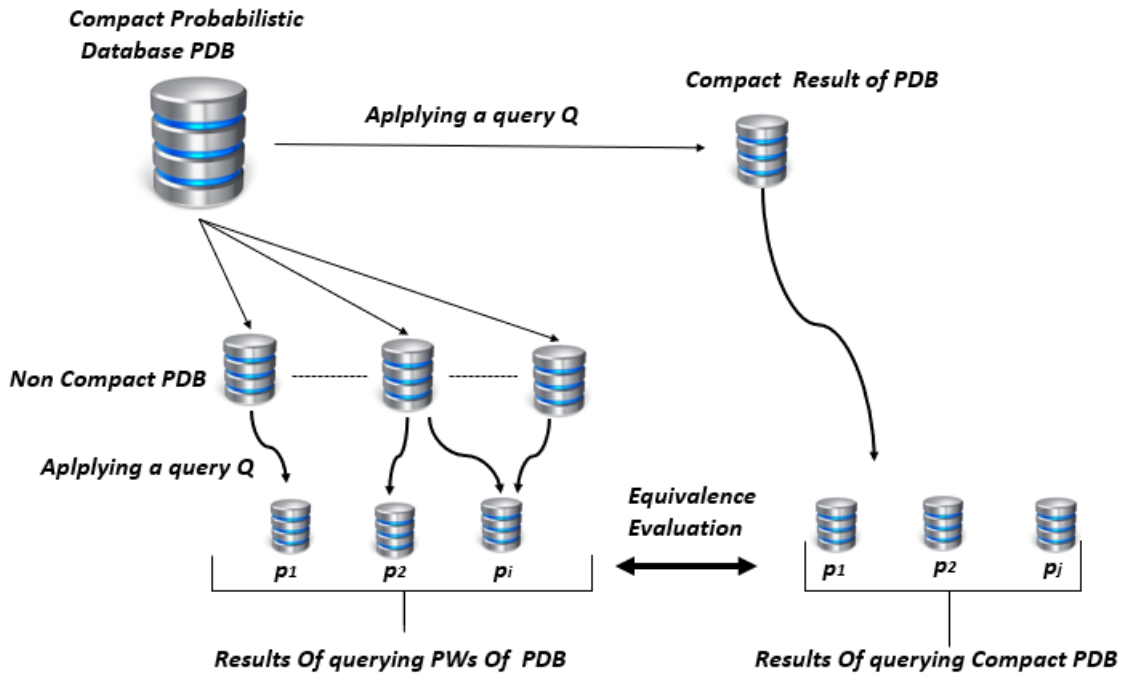 Compact Probabilistic
Database PDB
Compact Result of PDB
Aplplying a query Q
Non Compact PDB
Aplplying a query Q
Equivalence
Evaluation
p1
p2
pi
p1
p2
pj
Results Of querying PWs Of PDB
Results Of querying Compact PDB